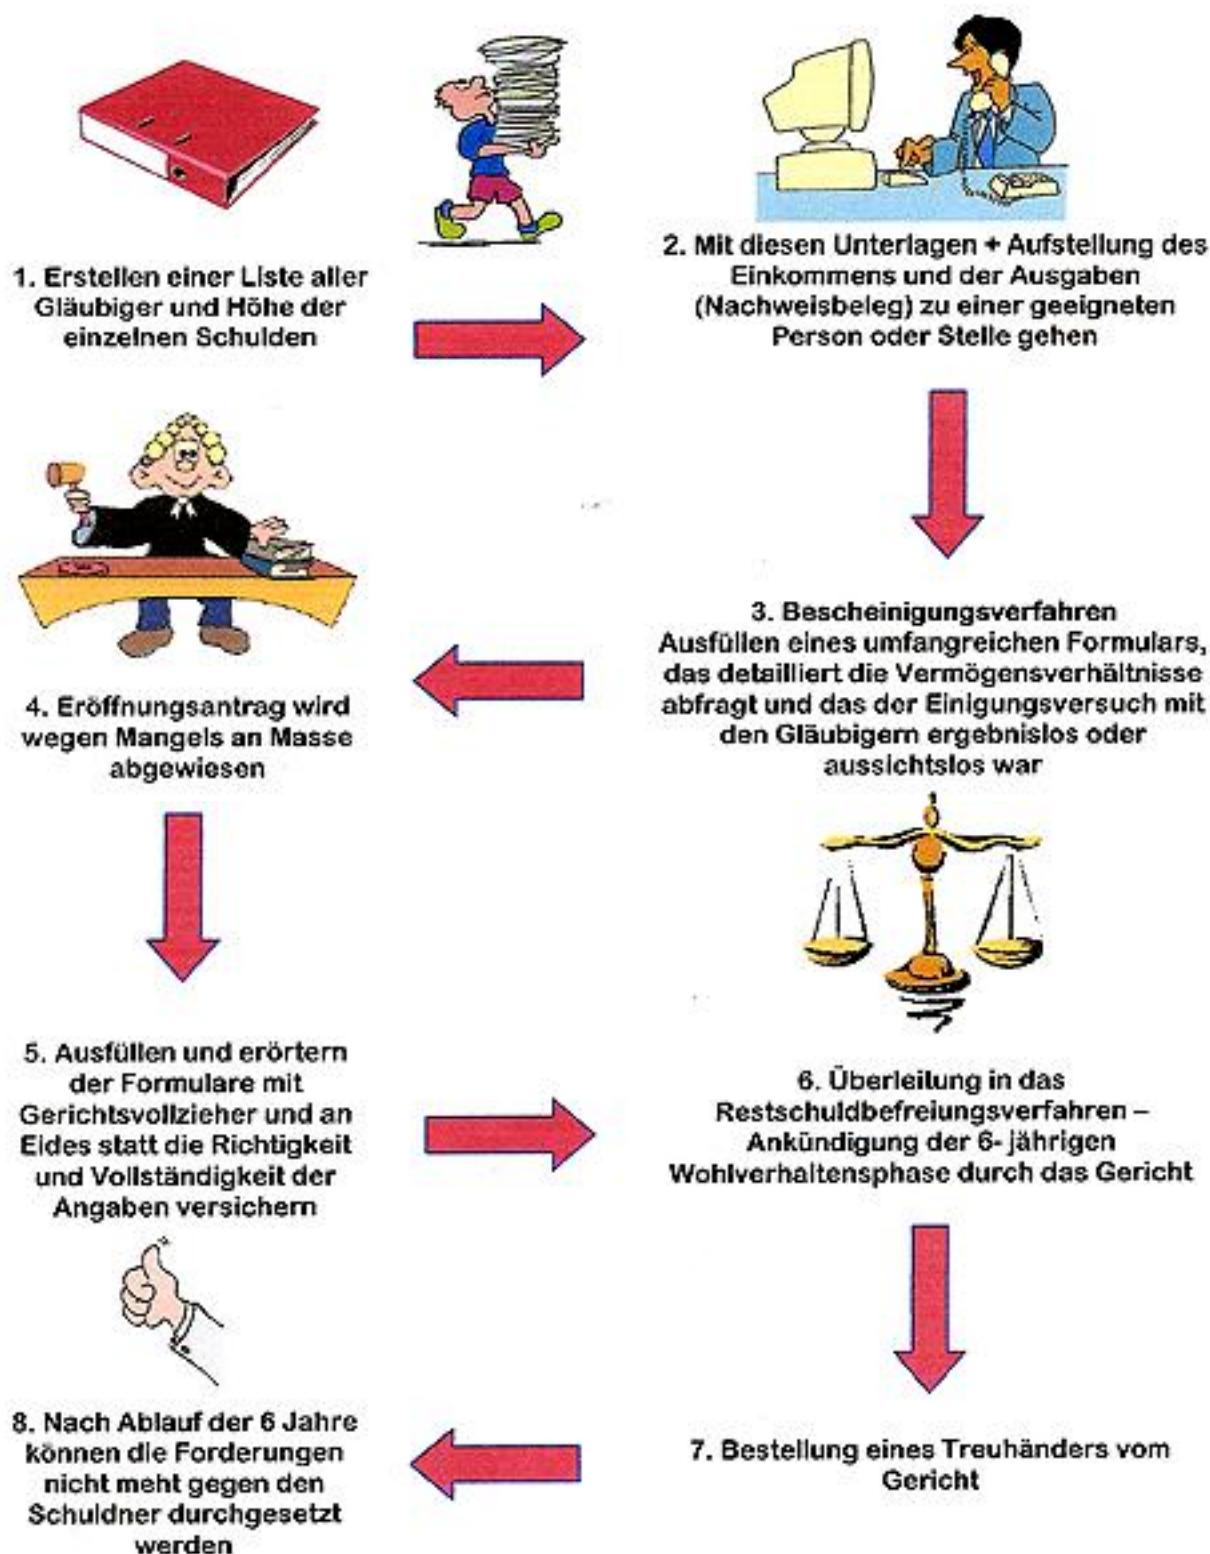 1. Erstellen einer Liste aller
Gläubiger und Höhe der
einzelnen Schulden
2. Mit diesen Unterlagen + Aufstellung des
Einkommens und der Ausgaben
(Nachweisbeleg) zu einer geeigneten
Person oder Stelle gehen
3. Bescheinigungsverfahren
Ausfüllen eines umfangreichen Formulars,
das detailliert die Vermögensverhältnisse
abfragt und das der Einigungsversuch mit
den Gläubigern ergebnislos oder
aussichtslos war
4. Eröffnungsantrag wird
wegen Mangels an Masse
abgewiesen
5. Ausfüllen und erörtern
der Formulare mit
Gerichtsvollzieher und an
Eides statt die Richtigkeit
und Vollständigkeit der
Angaben versichern
6. Überleitung in das
Restschuldbefreiungsverfahren –
Ankündigung der 6- jährigen
Wohlverhaltensphase durch das Gericht
7. Bestellung eines Treuhänders vom
Gericht
8. Nach Ablauf der 6 Jahre
können die Forderungen
nicht meht gegen den
Schuldner durchgesetzt
werden